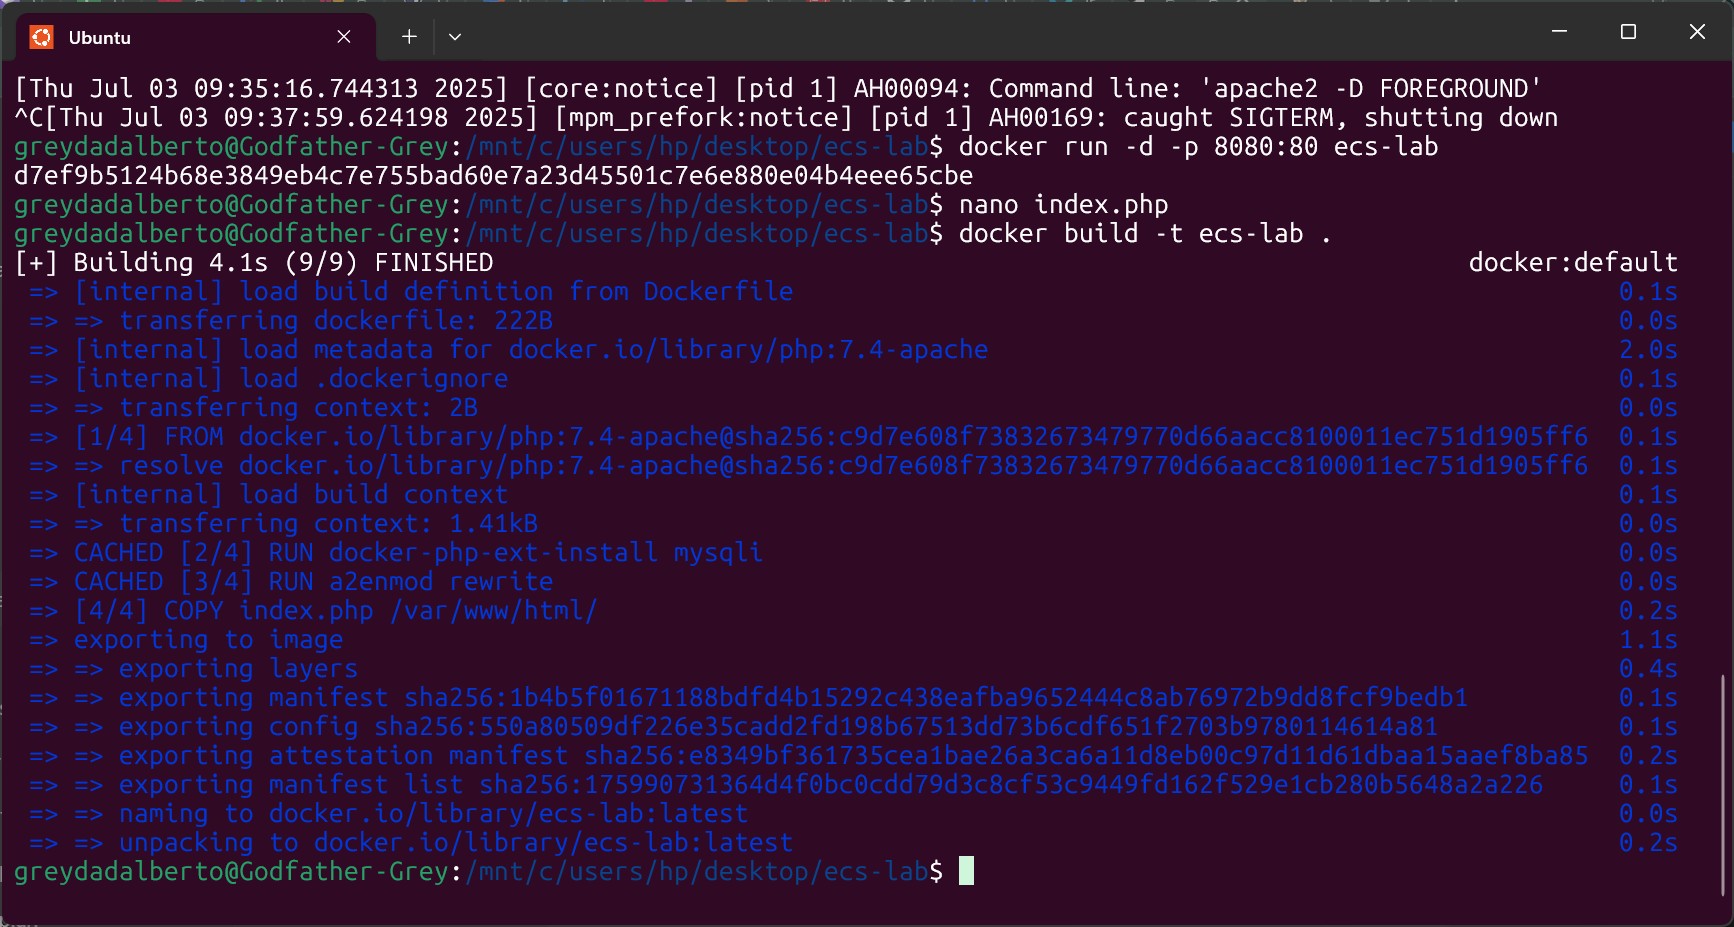 Ubuntu
[Thu Jul 03 09:35:16.744313 2025] [core:notice] [pid 1] AH00094: Command line: 'apache2 -D FOREGROUND'
^C[Thu Jul 03 09:37:59.624198 2025] [mpm_prefork:notice] [pid 1] AH00169: caught SIGTERM, shutting down
greydadalberto@Godfather-Grey:/mnt/c/users/hp/desktop/ecs-lab$ docker run -d -p 8080:80 ecs-lab
d7ef9b5124b68e3849eb4c7e755bad60e7a23d45501c7e6e880e04b4eee65cbe
greydadalberto@Godfather-Grey:/mnt/c/users/hp/desktop/ecs-lab$ nano index.php
greydadalberto@Godfather-Grey:/mnt/c/users/hp/desktop/ecs-lab$ docker build -t ecs-lab .
[+] Building 4.1s (9/9) FINISHED docker:default
=> [internal] load build definition from Dockerfile 0.1s
=> => transferring dockerfile: 222B 0.0s
=> [internal] load metadata for docker.io/library/php:7.4-apache 2.0s
=> [internal] load .dockerignore 0.1s
=> => transferring context: 2B 0.0s
=> [1/4] FROM docker.io/library/php:7.4-apache@sha256:c9d7e608f73832673479770d66aacc8100011ec751d1905ff6 0.1s
=> => resolve docker.io/library/php:7.4-apache@sha256:c9d7e608f73832673479770d66aacc8100011ec751d1905ff6 0.1s
=> [internal] load build context 0.1s
=> => transferring context: 1.41kB 0.0s
=> CACHED [2/4] RUN docker-php-ext-install mysqli 0.0s
=> CACHED [3/4] RUN a2enmod rewrite 0.0s
=> [4/4] COPY index.php /var/www/html/ 0.2s
=> exporting to image 1.1s
=> => exporting layers 0.4s
=> => exporting manifest sha256:1b4b5f01671188bdfd4b15292c438eafba9652444c8ab76972b9dd8fcf9bedb1 0.1s
=> => exporting config sha256:550a80509df226e35cadd2fd198b67513dd73b6cdf651f2703b9780114614a81 0.1s
=> => exporting attestation manifest sha256:e8349bf361735cea1bae26a3ca6a11d8eb00c97d11d61dbaa15aaef8ba85 0.2s
=> => exporting manifest list sha256:175990731364d4f0bc0cdd79d3c8cf53c9449fd162f529e1cb280b5648a2a226 0.1s
=> => naming to docker.io/library/ecs-lab:latest 0.0s
=> => unpacking to docker.io/library/ecs-lab:latest 0.2s
greydadalberto@Godfather-Grey:/mnt/c/users/hp/desktop/ecs-lab$